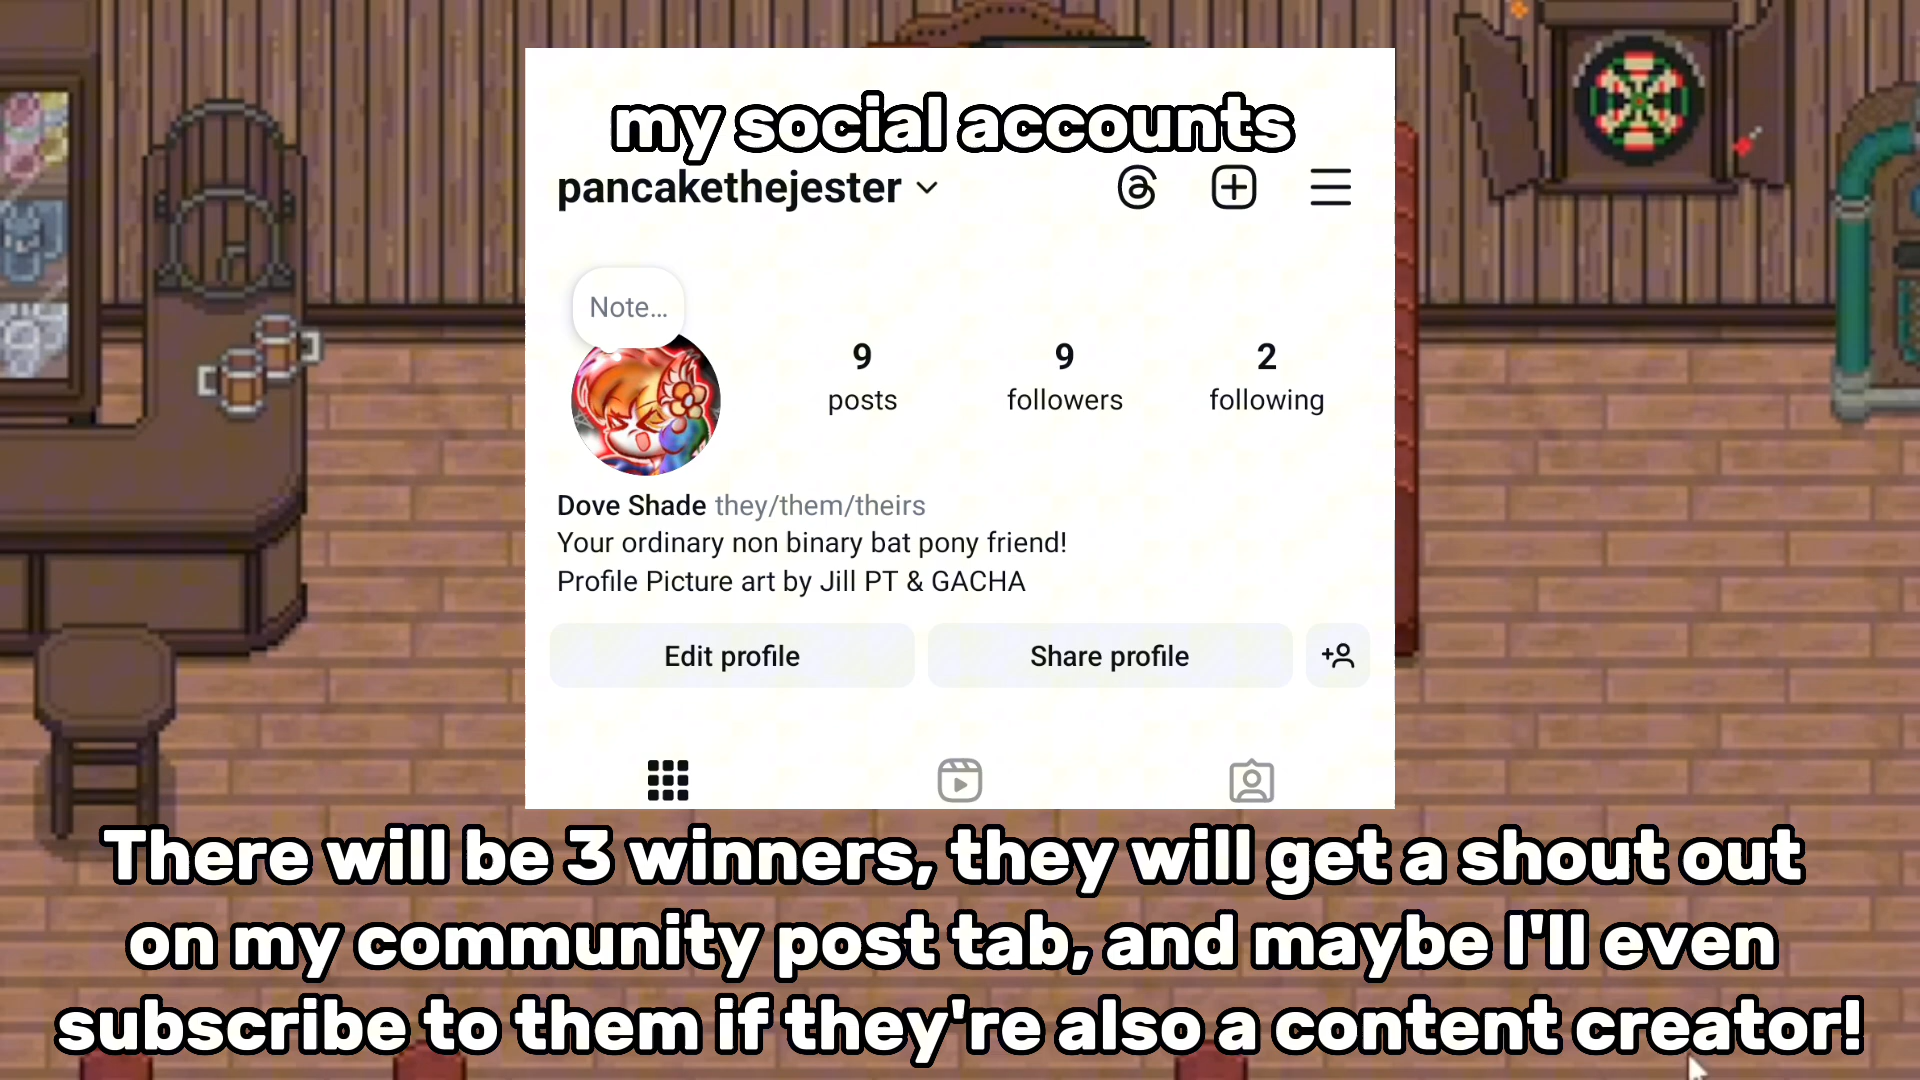 my social accounts
pancakethejester
Note...
9 9 2
posts followers following
Dove Shade they/them/theirs
Your ordinary non binary bat pony friend!
Profile Picture art by Jill PT & GACHA
Edit profile Share profile
There will be 3 winners, they will get a shout out
on my community post tab, and maybe I'll even
subscribe to them if they're also a content creator!